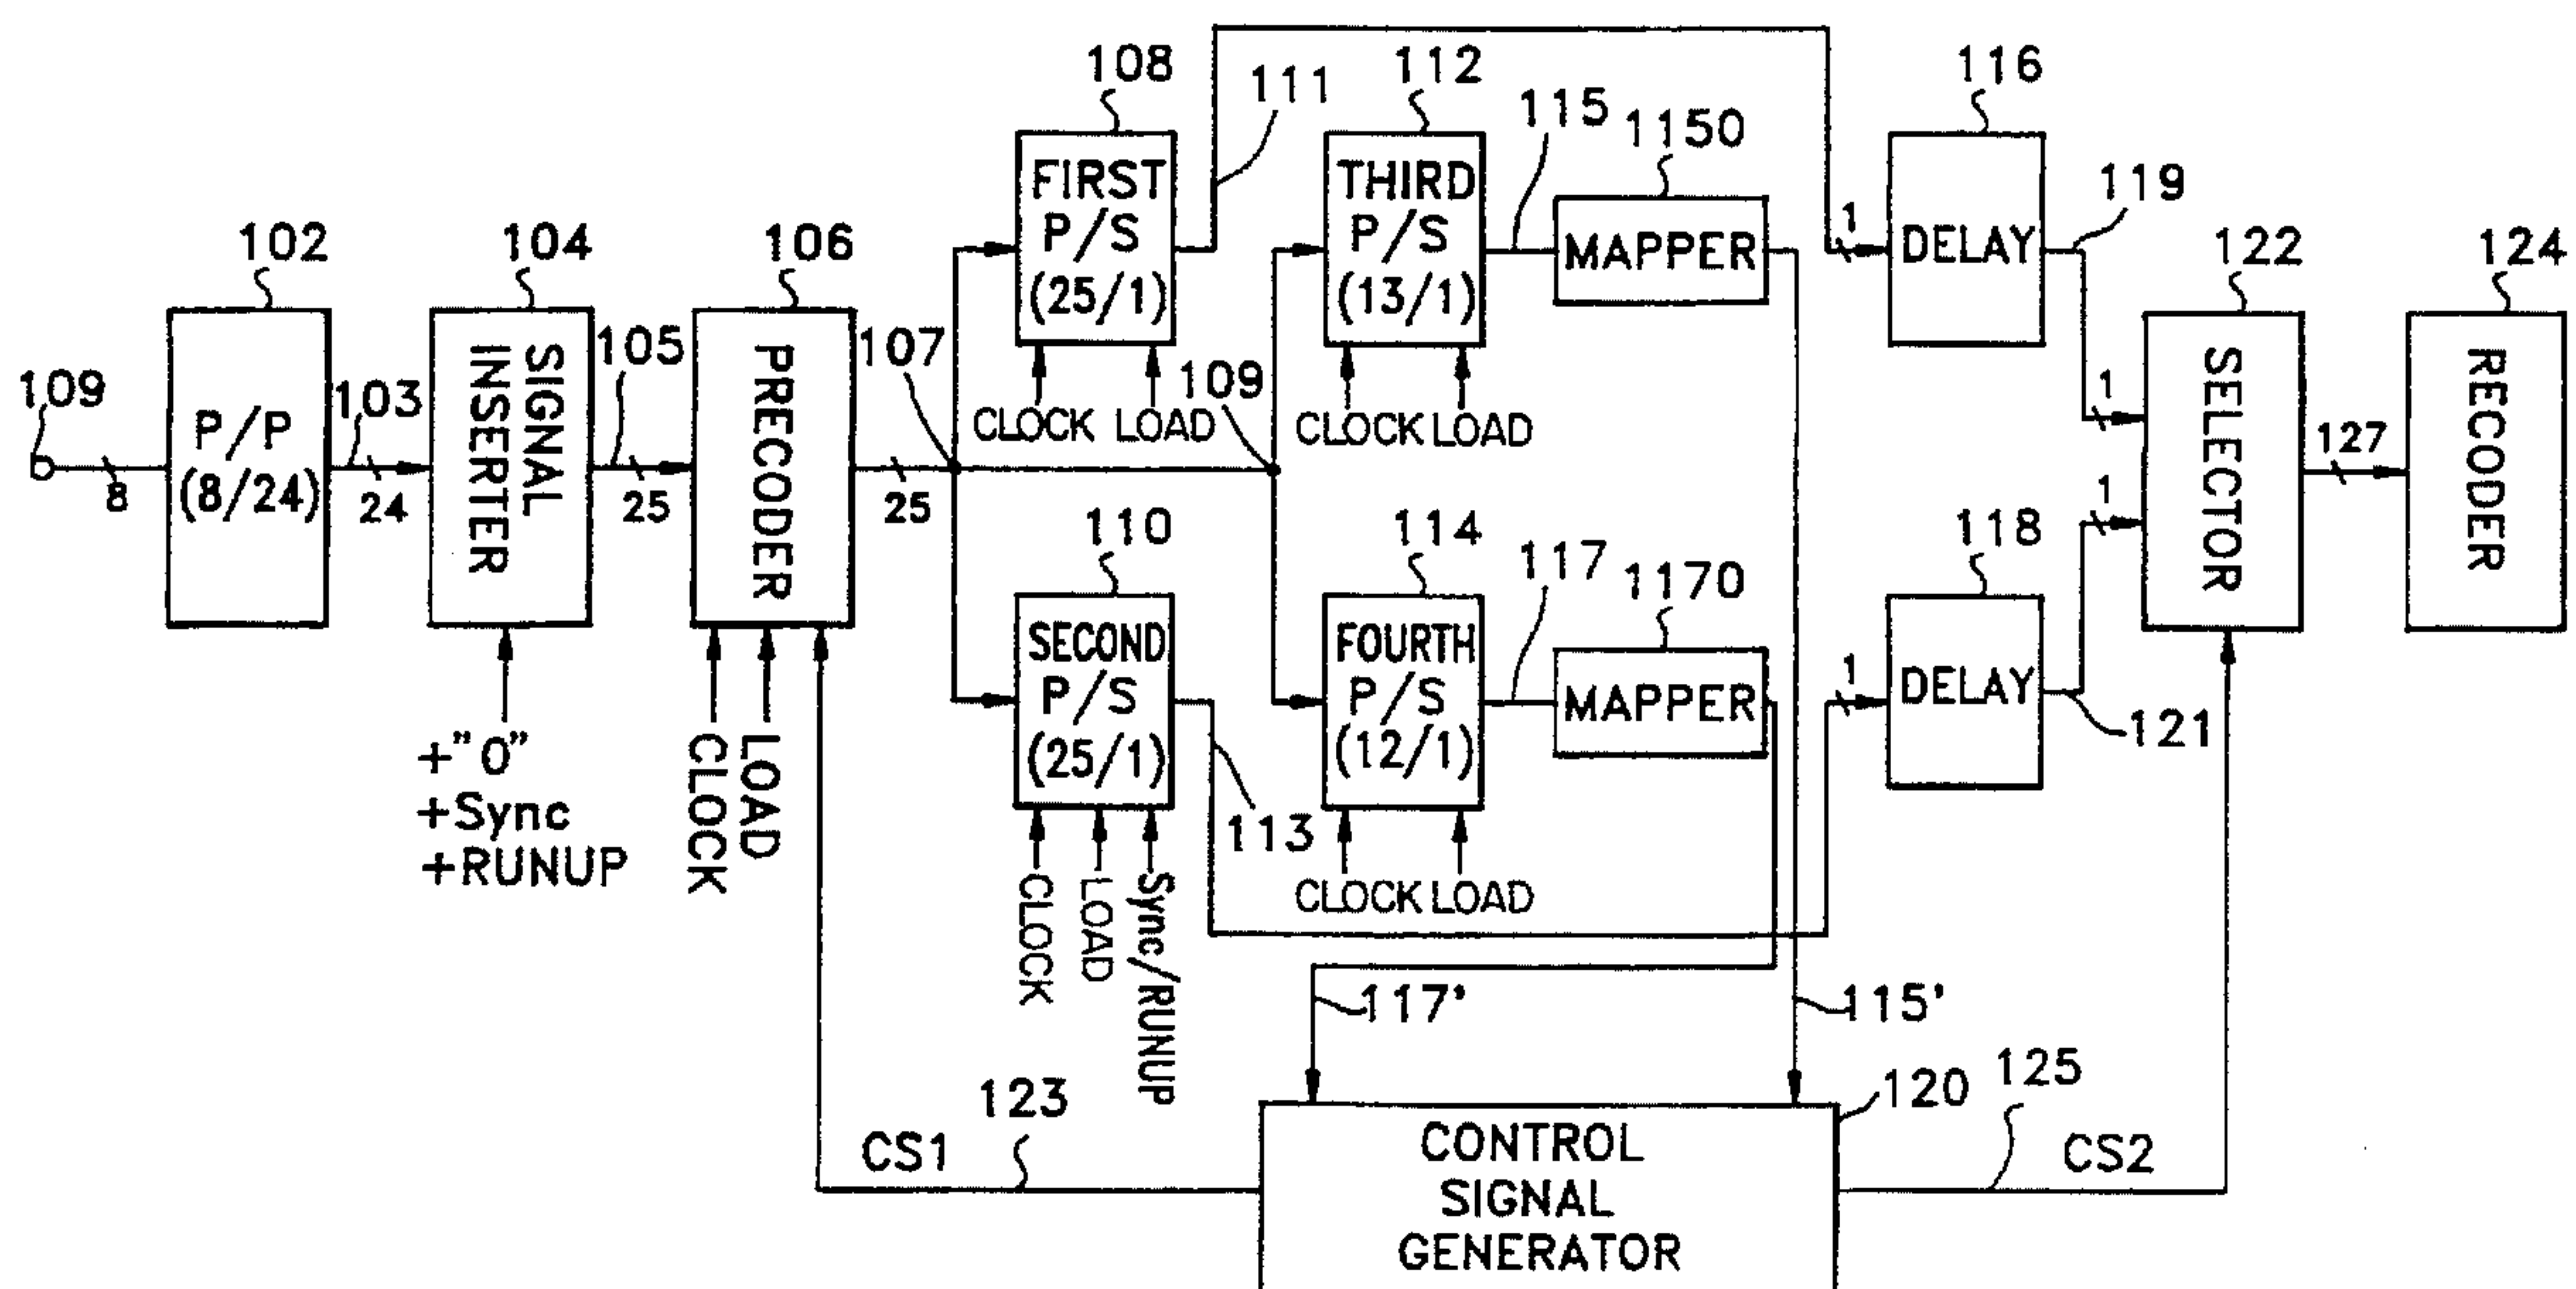 109
8
102
P/P
(8/24)
103
24
104
SIGNAL
INSERTER
+"0"
+Sync
+RUNUP
105
25
106
PRECODER
LOAD
CLOCK
107
25
108
FIRST
P/S
(25/1)
CLOCK LOAD
111
109
110
SECOND
P/S
(25/1)
CLOCK
LOAD
Sync/RUNUP
113
112
THIRD
P/S
(13/1)
CLOCK LOAD
115
1150
MAPPER
114
FOURTH
P/S
(12/1)
CLOCK LOAD
117
1170
MAPPER
116
1
DELAY
119
118
1
DELAY
121
122
1
1
SELECTOR
127
124
RECODER
117'
115'
123
CS1
120
CONTROL
SIGNAL
GENERATOR
125
CS2